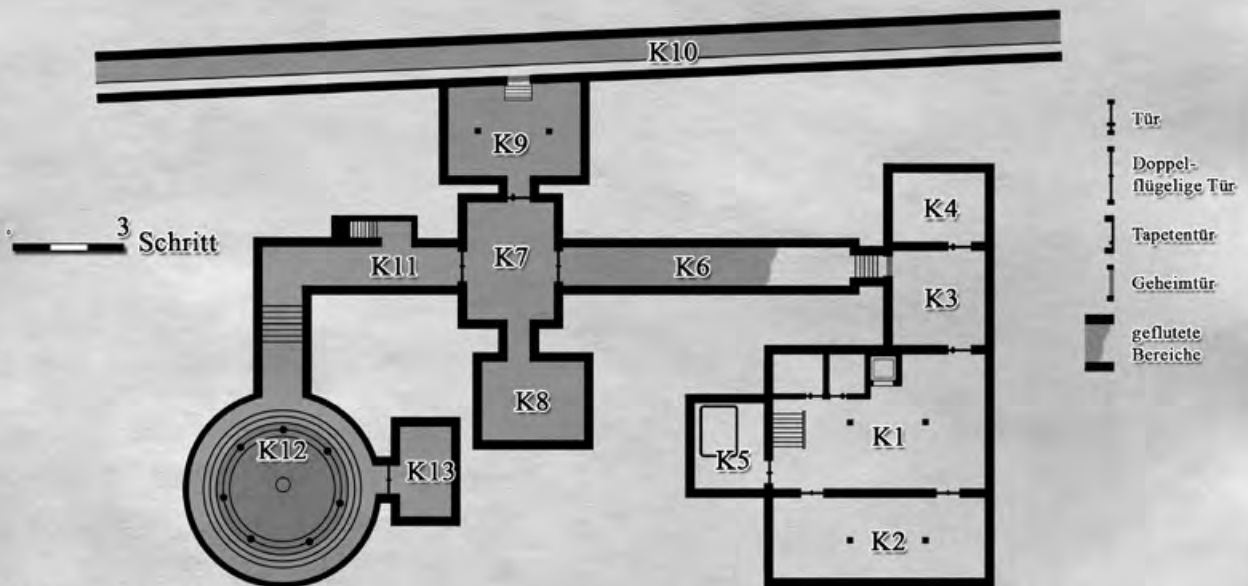 K10
K9
K4
3 Schritt
K7
K11
K6
K3
K8
K1
K5
K12
K13
K2
Tür
Doppel-
flügelige Tür
Tapetentür
Geheimtür
geflutete
Bereiche